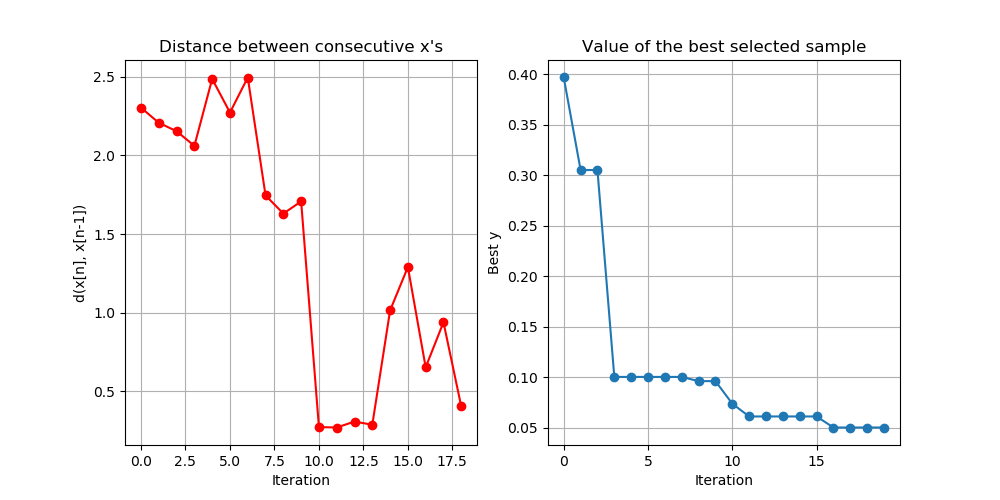 Distance between consecutive x's
2.5
2.0
1.5
1.0
0.5
d(x[n], x[n-1])
0.0 2.5 5.0 7.5 10.0 12.5 15.0 17.5
Iteration
Value of the best selected sample
0.40
0.35
0.30
0.25
0.20
0.15
0.10
0.05
Best y
0 5 10 15
Iteration